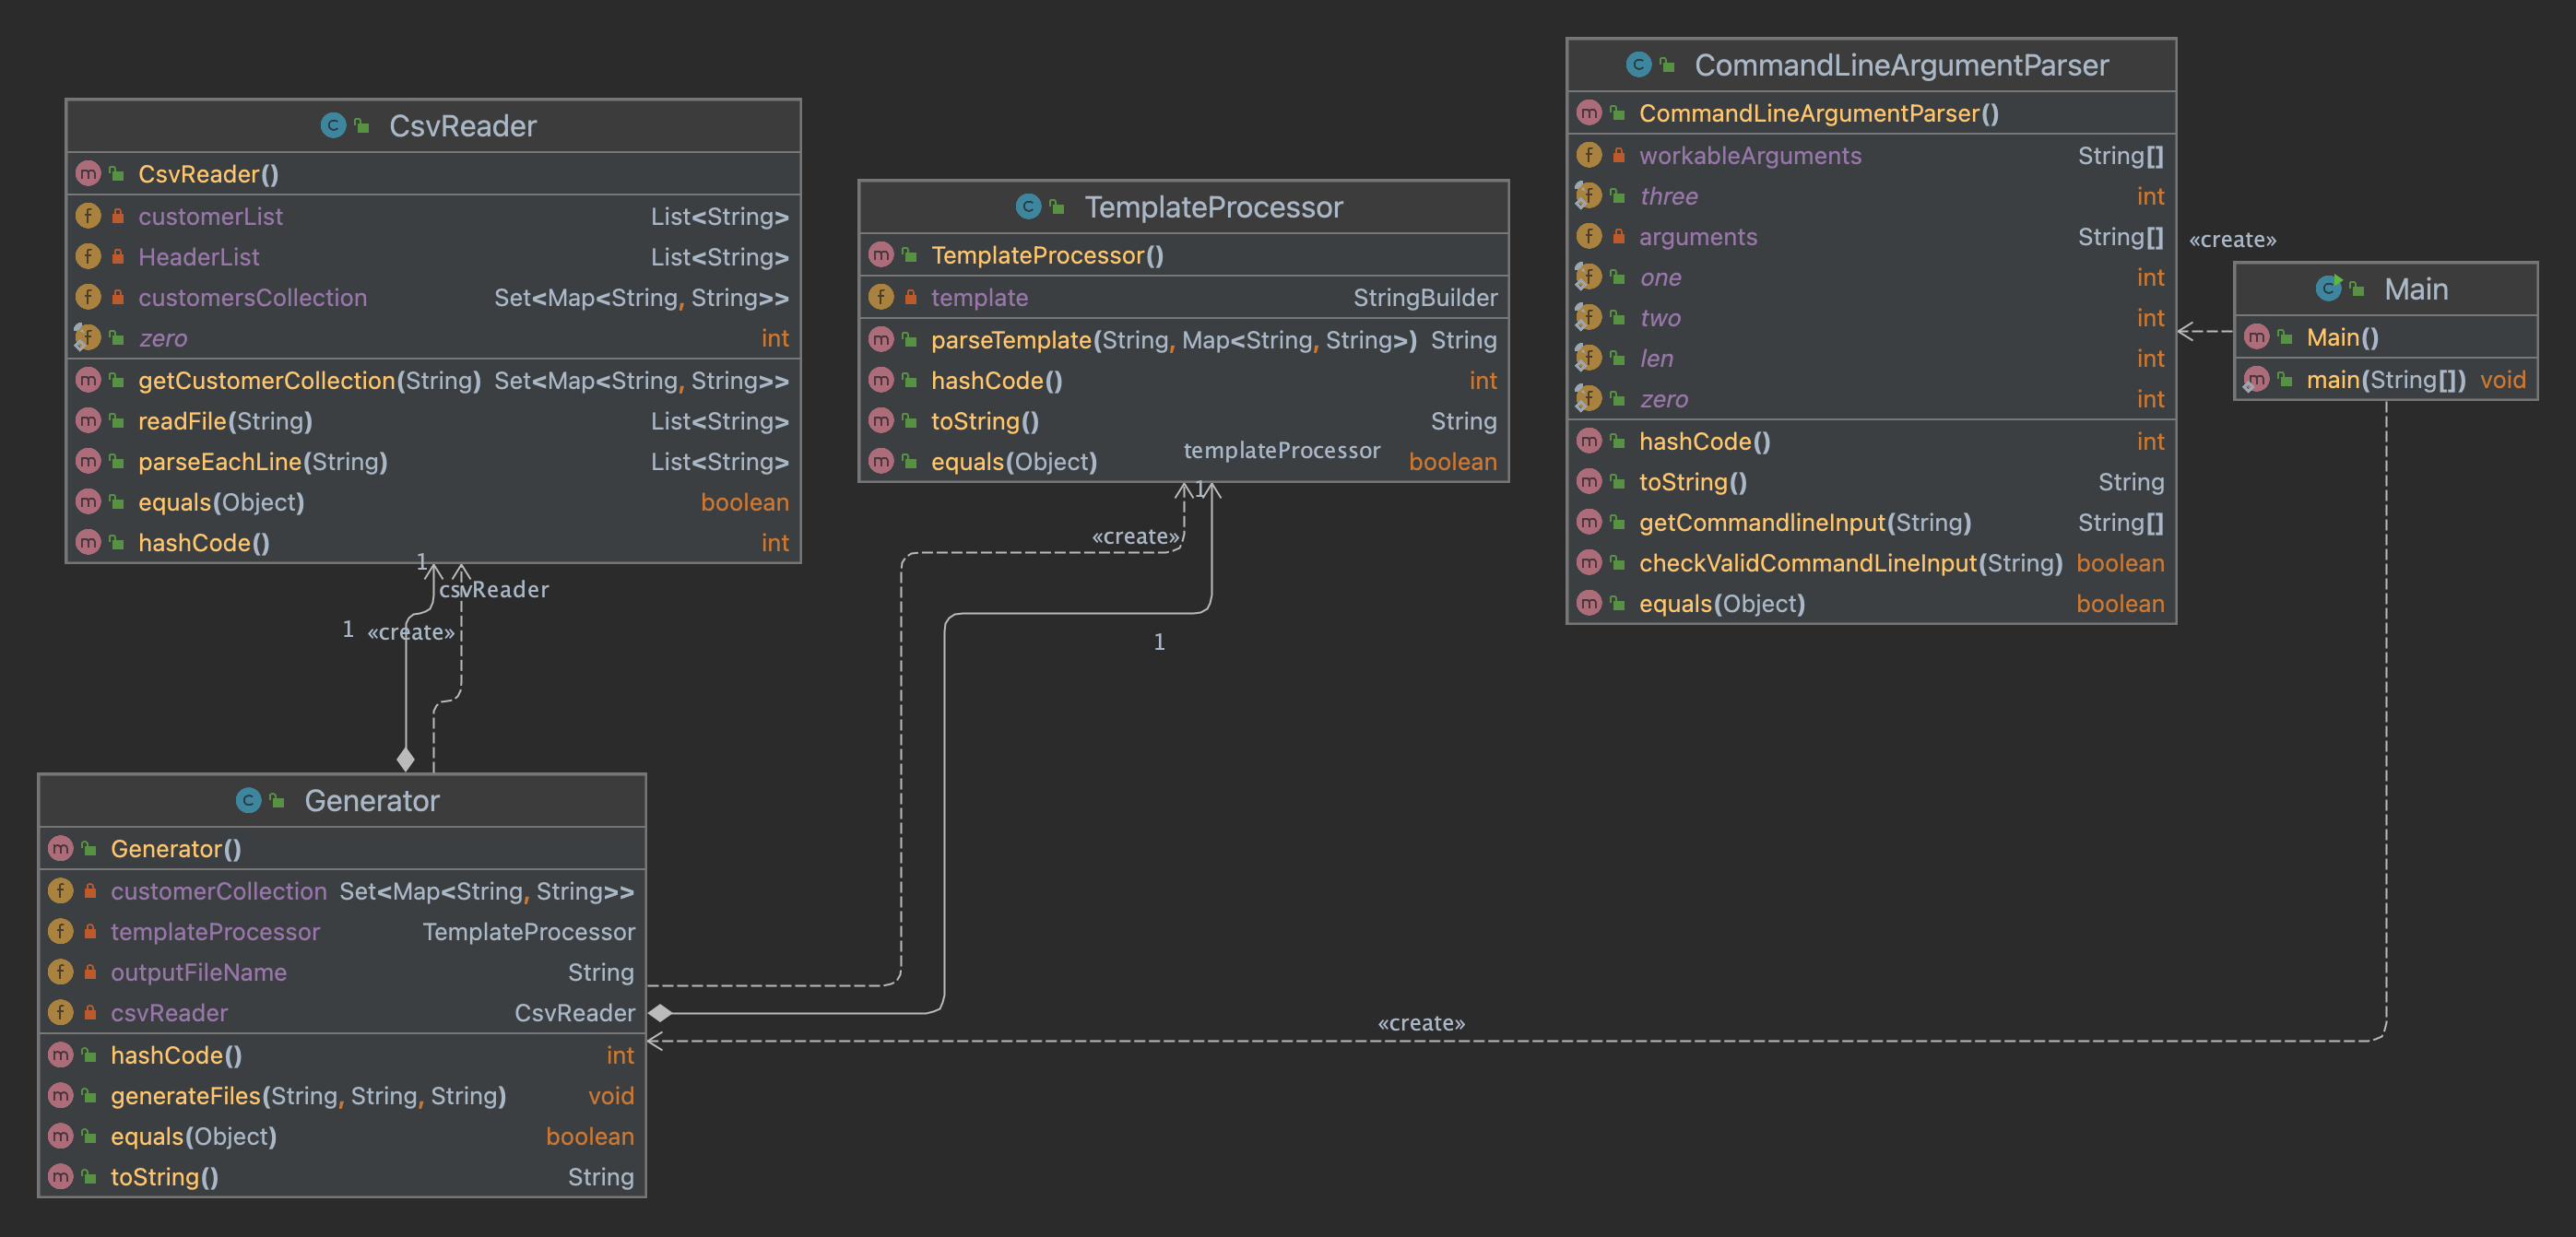 CsvReader
CsvReader()
customerList List<String>
HeaderList List<String>
customersCollection Set<Map<String, String>>
zero int
getCustomerCollection(String) Set<Map<String, String>>
readFile(String) List<String>
parseEachLine(String) List<String>
equals(Object) boolean
hashCode() int
1
csvReader
1 «create»
TemplateProcessor
TemplateProcessor()
template StringBuilder
parseTemplate(String, Map<String, String>) String
hashCode() int
toString() String
templateProcessor
equals(Object) boolean
1
«create»
1
CommandLineArgumentParser
CommandLineArgumentParser()
workableArguments String[]
three int
arguments String[]
one int
two int
len int
zero int
hashCode() int
toString() String
getCommandlineInput(String) String[]
checkValidCommandLineInput(String) boolean
equals(Object) boolean
«create»
Main
Main()
main(String[]) void
Generator
Generator()
customerCollection Set<Map<String, String>>
templateProcessor TemplateProcessor
outputFileName String
csvReader CsvReader
hashCode() int
generateFiles(String, String, String) void
equals(Object) boolean
toString() String
«create»